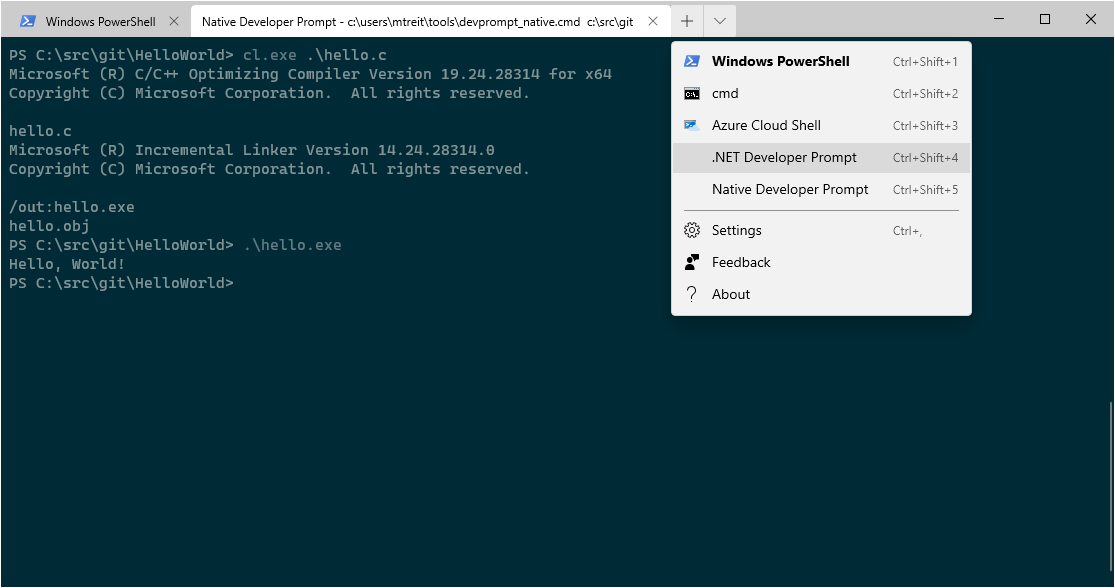 Windows PowerShell
Native Developer Prompt - c:\users\mtreit\tools\devprompt_native.cmd c:\src\git
PS C:\src\git\HelloWorld> cl.exe .\hello.c
Microsoft (R) C/C++ Optimizing Compiler Version 19.24.28314 for x64
Copyright (C) Microsoft Corporation.  All rights reserved.
hello.c
Microsoft (R) Incremental Linker Version 14.24.28314.0
Copyright (C) Microsoft Corporation.  All rights reserved.
/out:hello.exe
hello.obj
PS C:\src\git\HelloWorld> .\hello.exe
Hello, World!
PS C:\src\git\HelloWorld>
Windows PowerShell Ctrl+Shift+1
cmd Ctrl+Shift+2
Azure Cloud Shell Ctrl+Shift+3
.NET Developer Prompt Ctrl+Shift+4
Native Developer Prompt Ctrl+Shift+5
Settings Ctrl+,
Feedback
About